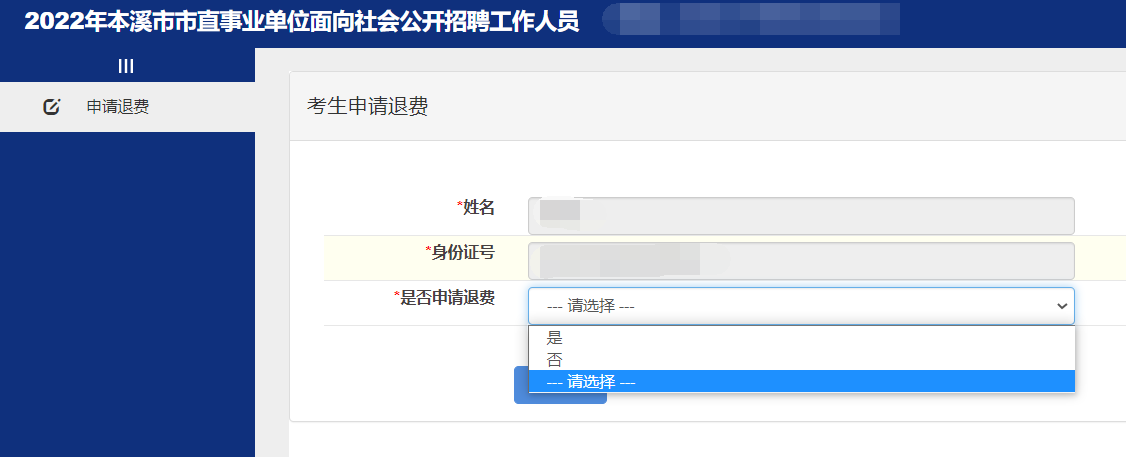 2022年本溪市市直事业单位面向社会公开招聘工作人员
申请退费
考生申请退费
*姓名
*身份证号
*是否申请退费
--- 请选择 ---
是
否
--- 请选择 ---